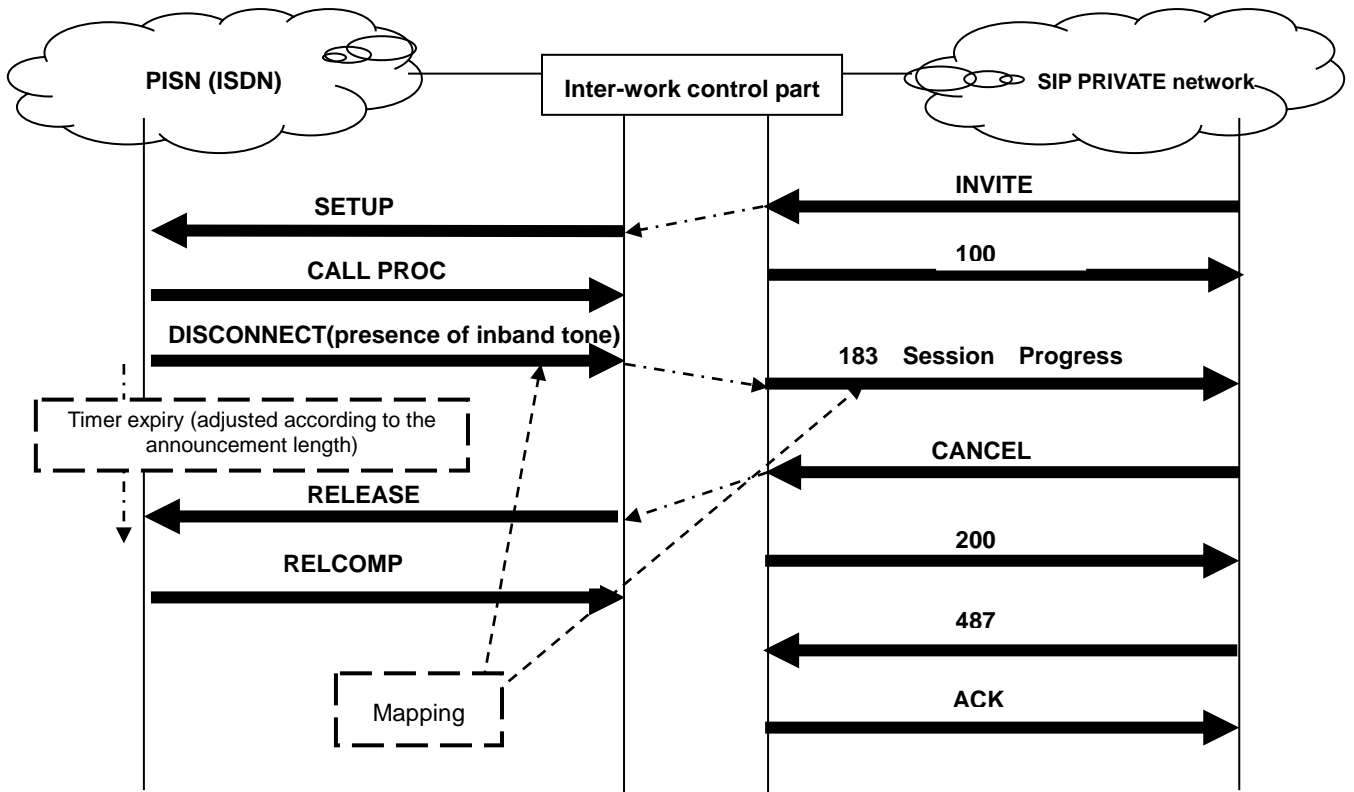 PISN (ISDN)
Inter-work control part
SIP PRIVATE network
INVITE
SETUP
100
CALL PROC
DISCONNECT(presence of inband tone)
183 Session Progress
Timer expiry (adjusted according to the
announcement length)
CANCEL
RELEASE
200
RELCOMP
487
Mapping
ACK